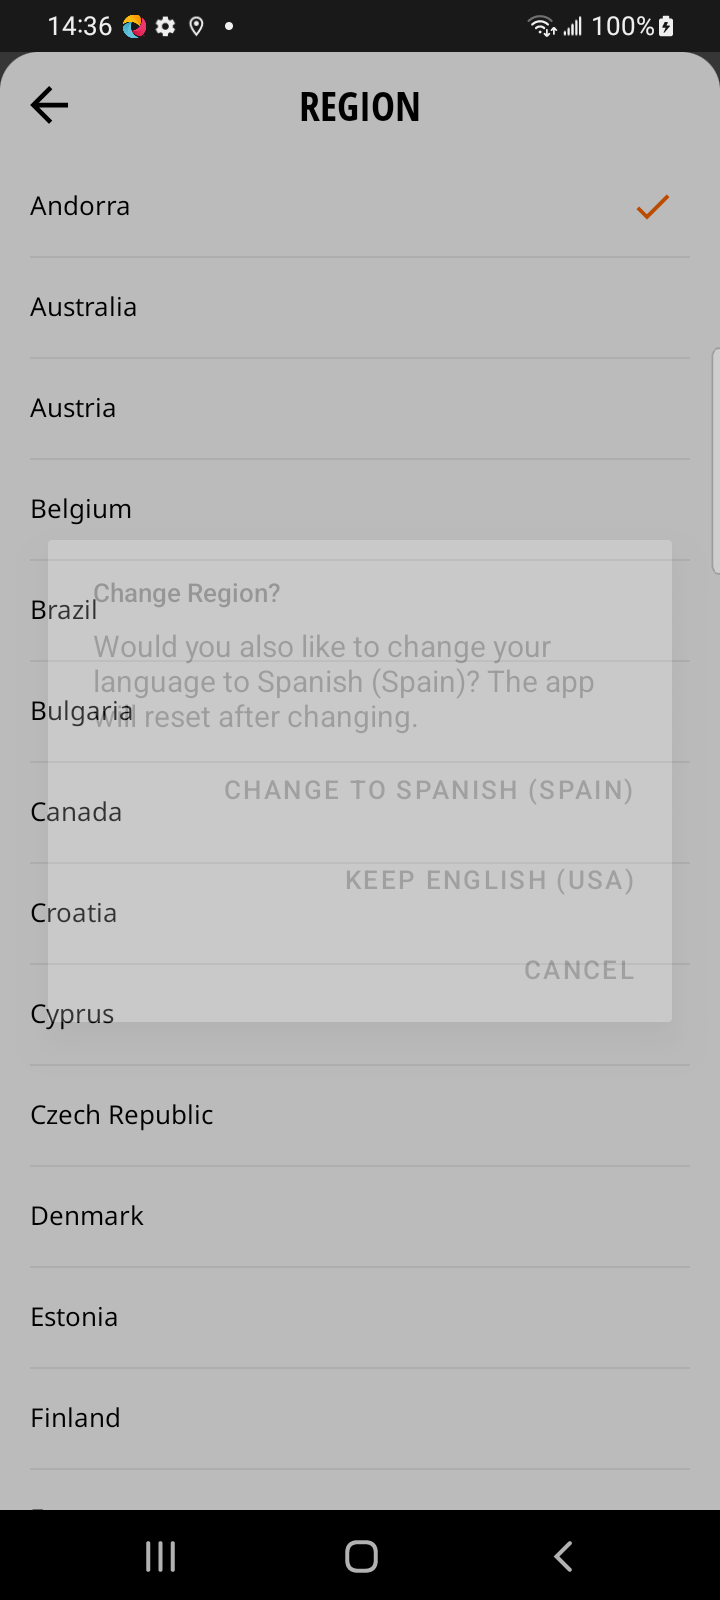 14:36
100%
REGION
Andorra
Australia
Austria
Belgium
Brazil
Bulgaria
Canada
Croatia
Cyprus
Czech Republic
Denmark
Estonia
Finland
Change Region?
Would you also like to change your
language to Spanish (Spain)? The app
will reset after changing.
CHANGE TO SPANISH (SPAIN)
KEEP ENGLISH (USA)
CANCEL